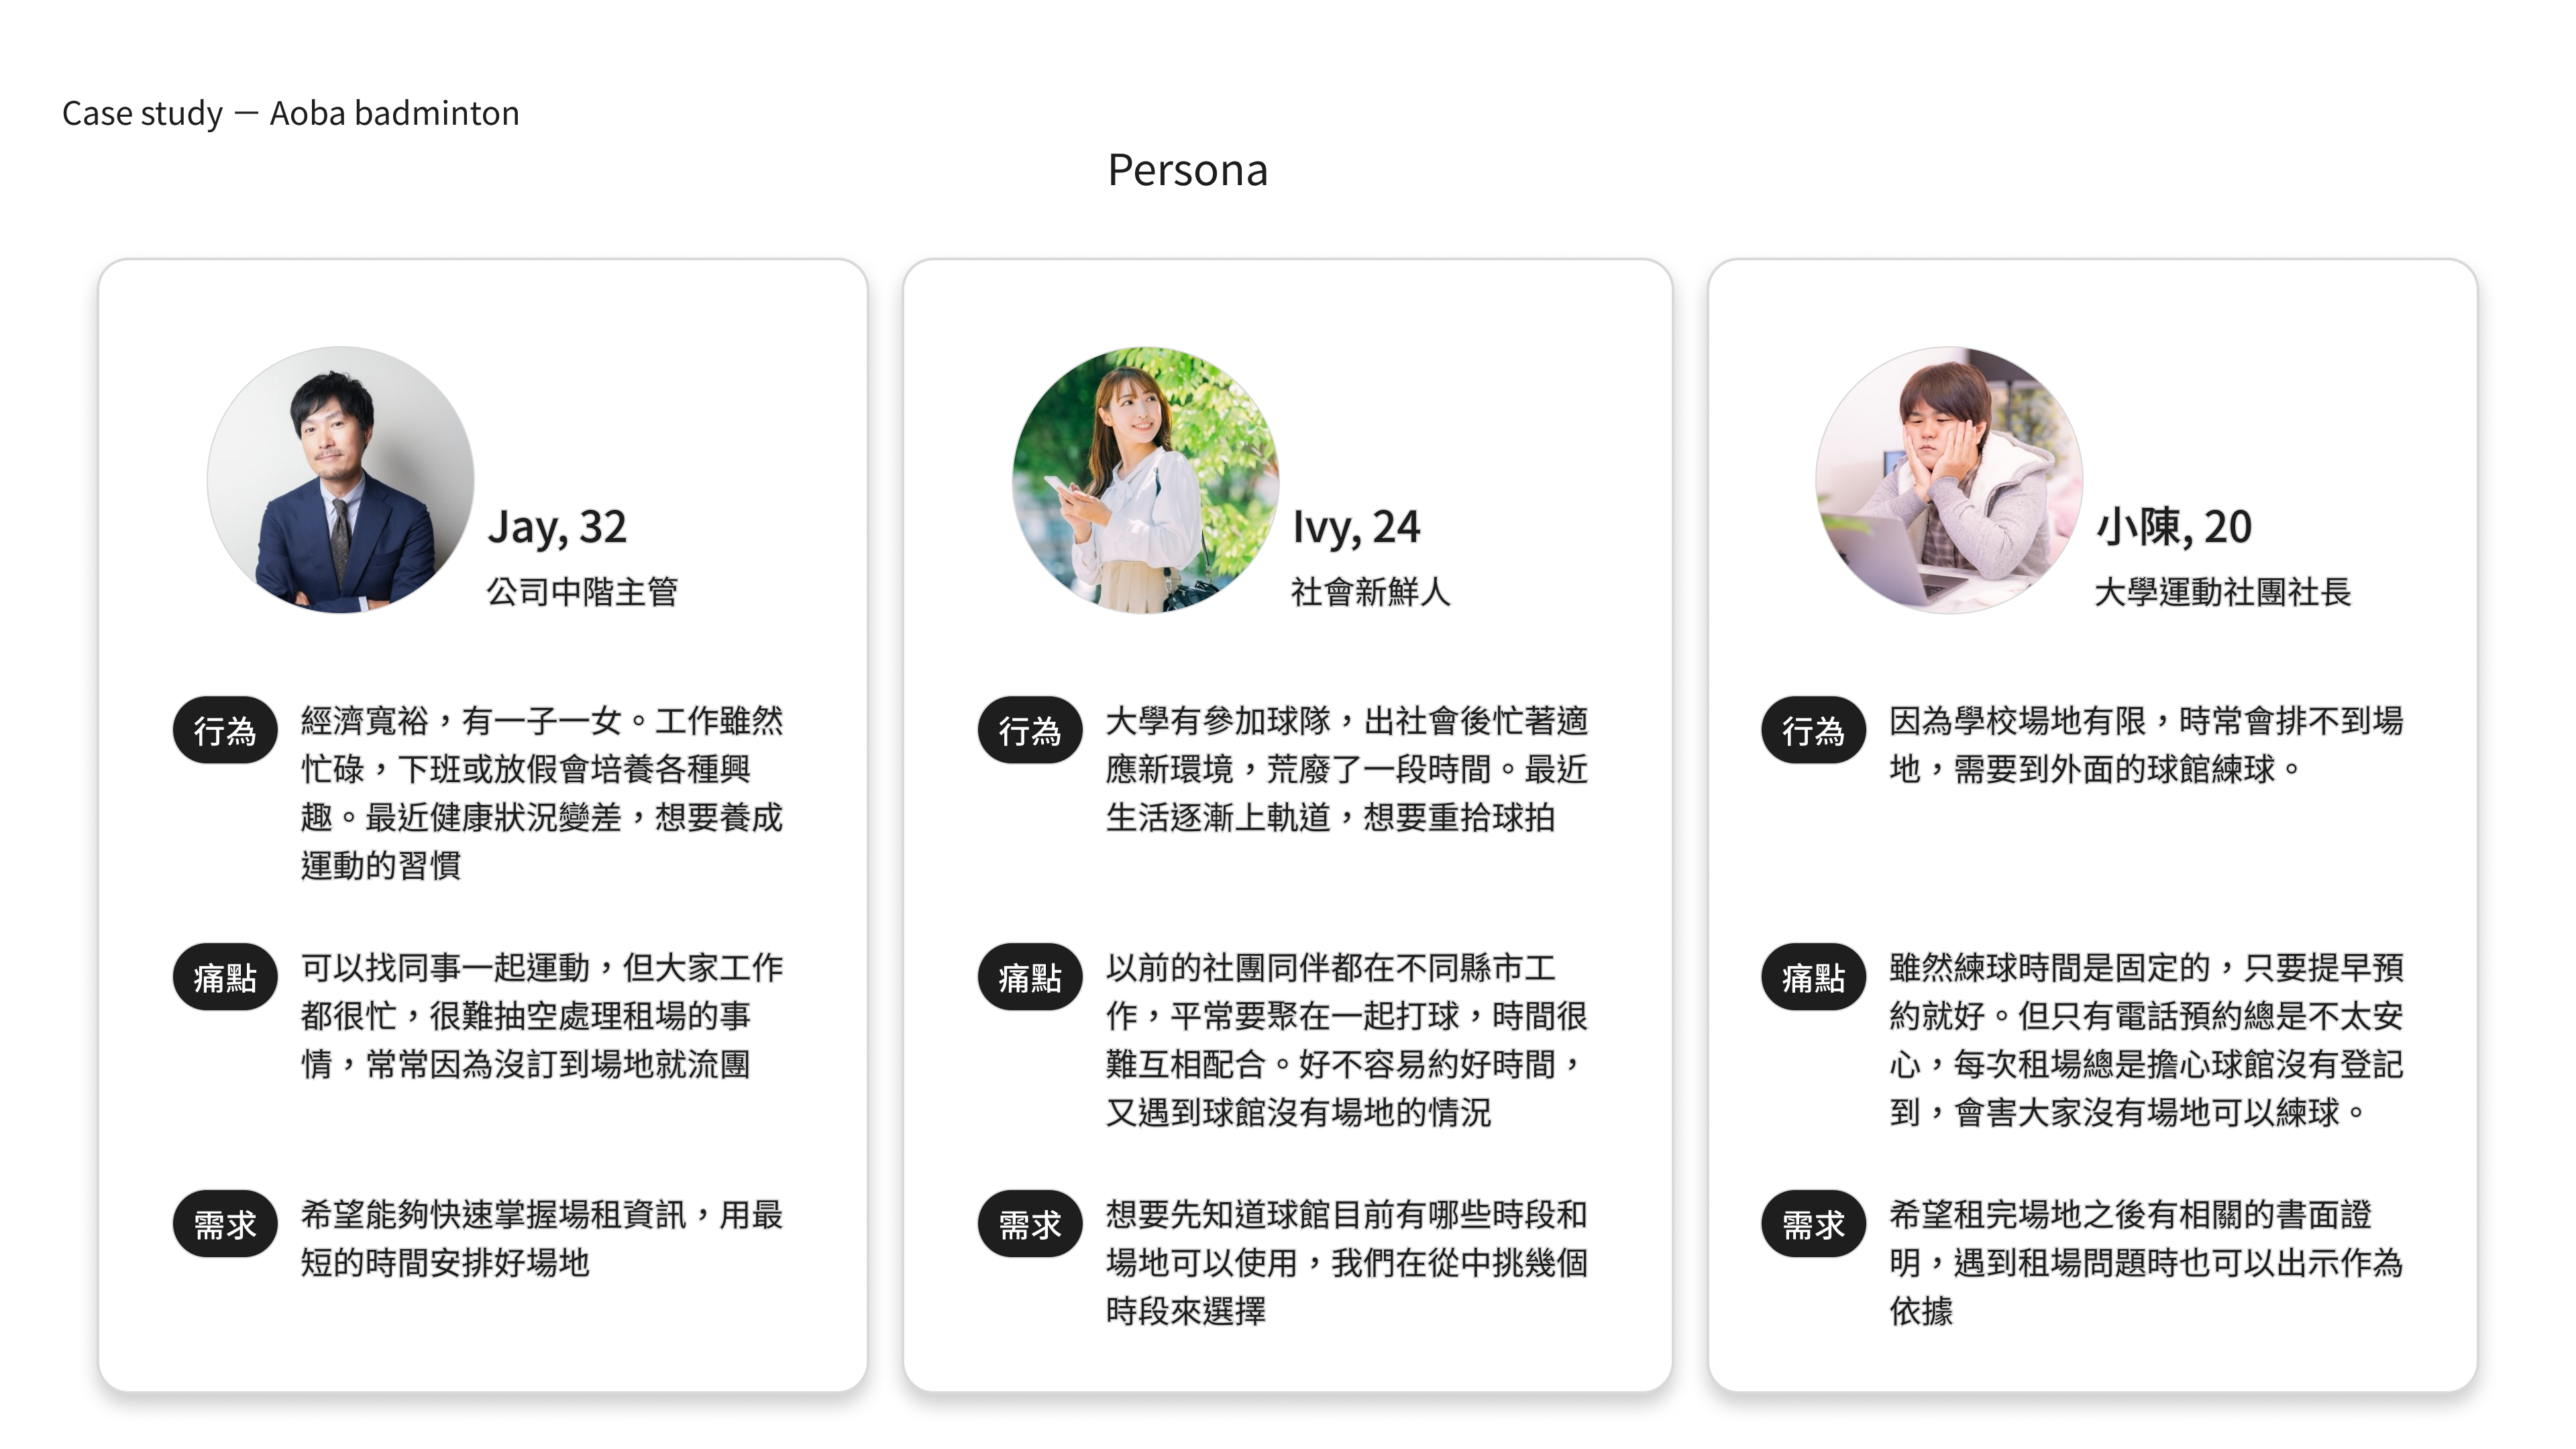 Case study — Aoba badminton
Persona
Jay, 32
公司中階主管
行為
經濟寬裕，有一子一女。工作雖然
忙碌，下班或放假會培養各種興
趣。最近健康狀況變差，想要養成
運動的習慣
痛點
可以找同事一起運動，但大家工作
都很忙，很難抽空處理租場的事
情，常常因為沒訂到場地就流團
需求
希望能夠快速掌握場租資訊，用最
短的時間安排好場地
Ivy, 24
社會新鮮人
行為
大學有參加球隊，出社會後忙著適
應新環境，荒廢了一段時間。最近
生活逐漸上軌道，想要重拾球拍
痛點
以前的社團同伴都在不同縣市工
作，平常要聚在一起打球，時間很
難互相配合。好不容易約好時間，
又遇到球館沒有場地的情況
需求
想要先知道球館目前有哪些時段和
場地可以使用，我們在從中挑幾個
時段來選擇
小陳, 20
大學運動社團社長
行為
因為學校場地有限，時常會排不到場
地，需要到外面的球館練球。
痛點
雖然練球時間是固定的，只要提早預
約就好。但只有電話預約總是不太安
心，每次租場總是擔心球館沒有登記
到，會害大家沒有場地可以練球。
需求
希望租完場地之後有相關的書面證
明，遇到租場問題時也可以出示作為
依據